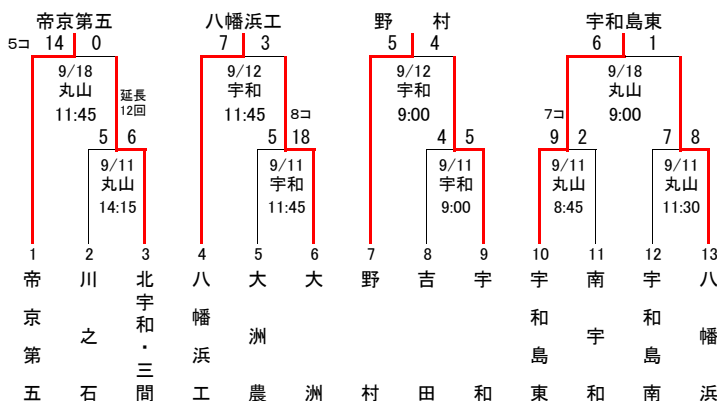 帝京第五 八幡浜工 野村 宇和島東
5コ 14 0 7 3 5 4 6 1
9/18 9/12 9/12 9/18
丸山 宇和 宇和 丸山
11:45 11:45 9:00 9:00
延長
12回
8コ 7コ
5 6 5 18 4 5 9 2 7 8
9/11 9/11 9/11 9/11 9/11
丸山 宇和 宇和 丸山 丸山
14:15 11:45 9:00 8:45 11:30
1 2 3 4 5 6 7 8 9 10 11 12 13
帝京第五
川之石
北宇和・三間
八幡浜工
大洲農
大洲
野村
吉田
宇和
宇和島東
南宇和
宇和島南
八幡浜